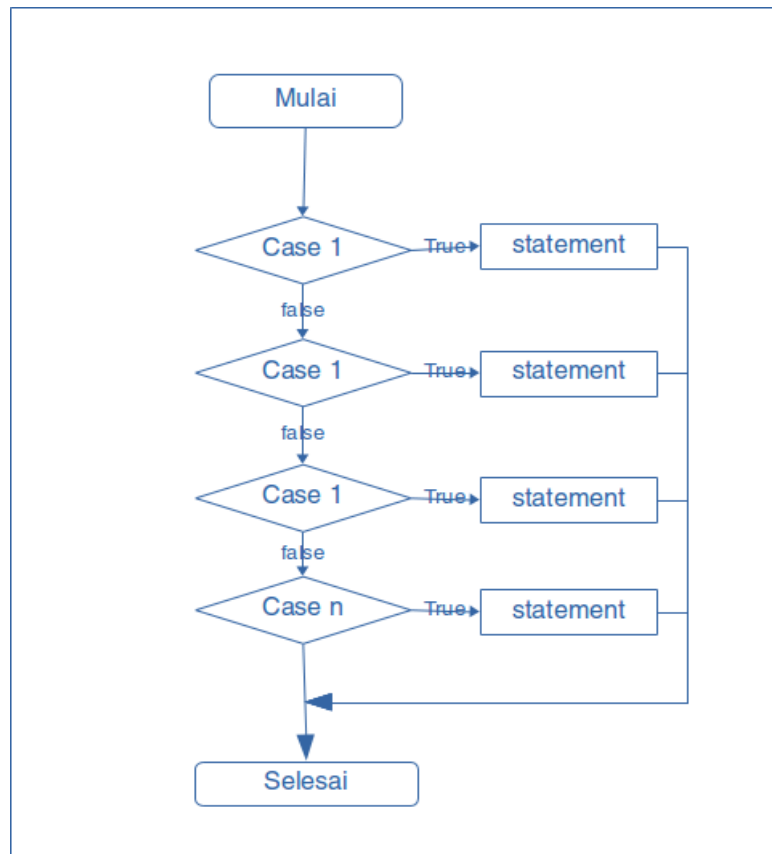 Mulai
Case 1
True
statement
false
Case 1
True
statement
false
Case 1
True
statement
false
Case n
True
statement
Selesai